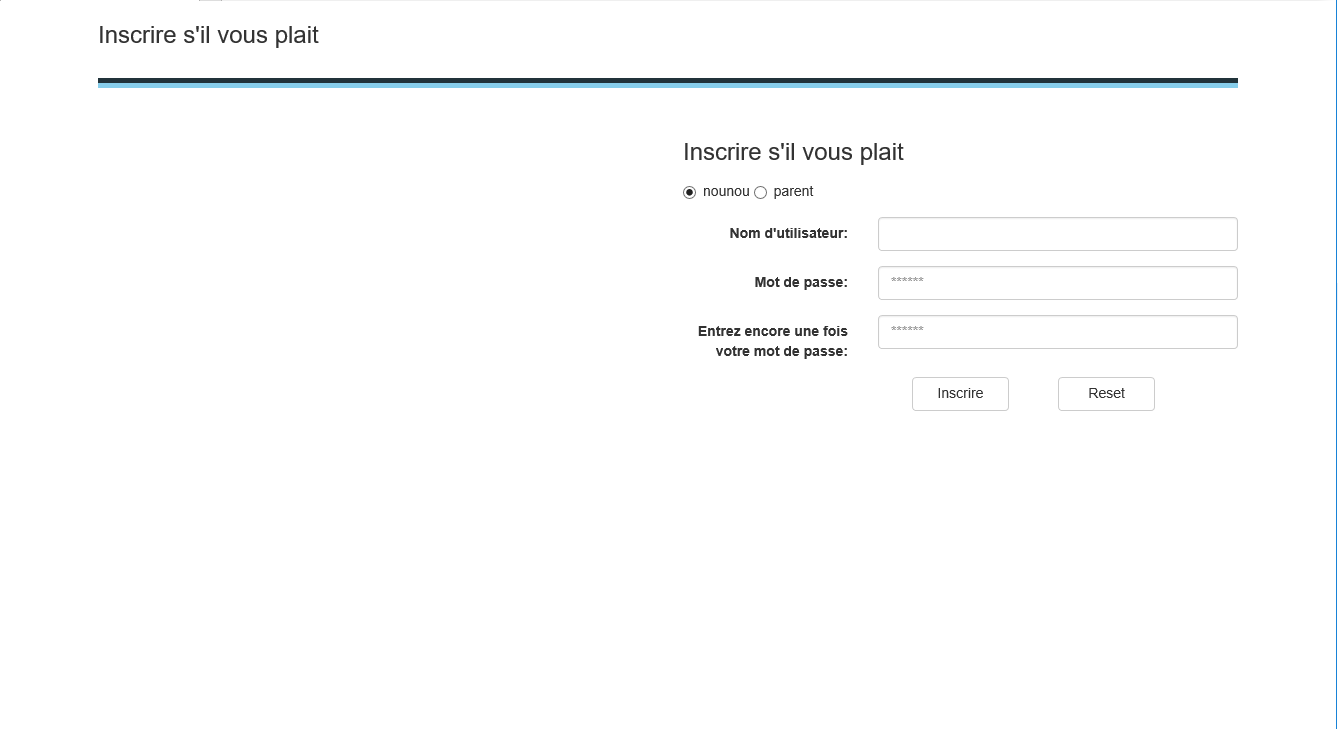 Inscrire s'il vous plait
Inscrire s'il vous plait
nounou parent
Nom d'utilisateur:
Mot de passe: ******
Entrez encore une fois ******
votre mot de passe:
Inscrire Reset